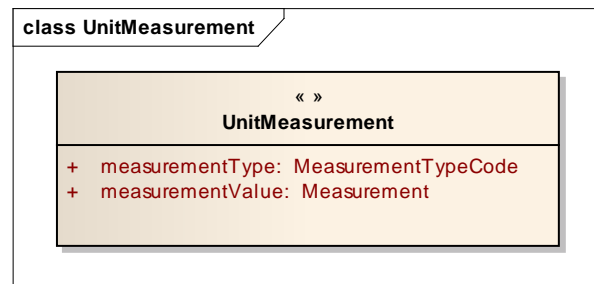 class UnitMeasurement
« »
UnitMeasurement
+ measurementType: MeasurementTypeCode
+ measurementValue: Measurement